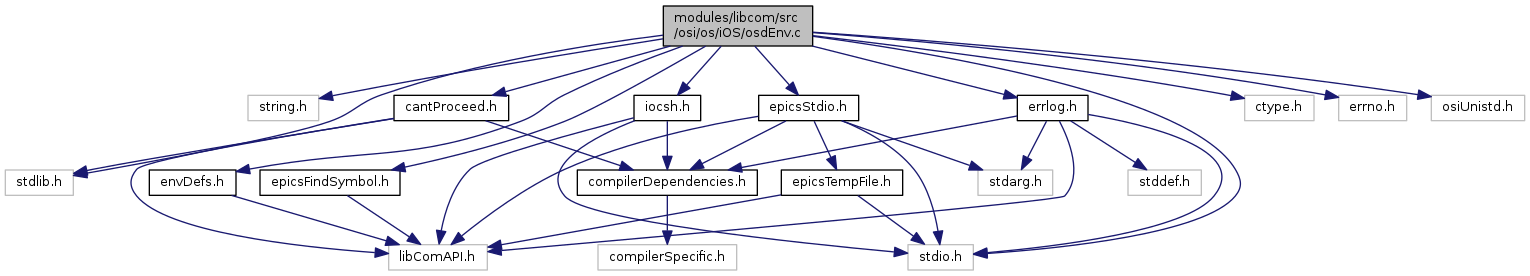 modules/libcom/src
/osi/os/iOS/osdEnv.c
string.h
cantProceed.h
iocsh.h
epicsStdio.h
errlog.h
ctype.h
errno.h
osiUnistd.h
stdlib.h
envDefs.h
epicsFindSymbol.h
compilerDependencies.h
epicsTempFile.h
stdarg.h
stddef.h
libComAPI.h
compilerSpecific.h
stdio.h